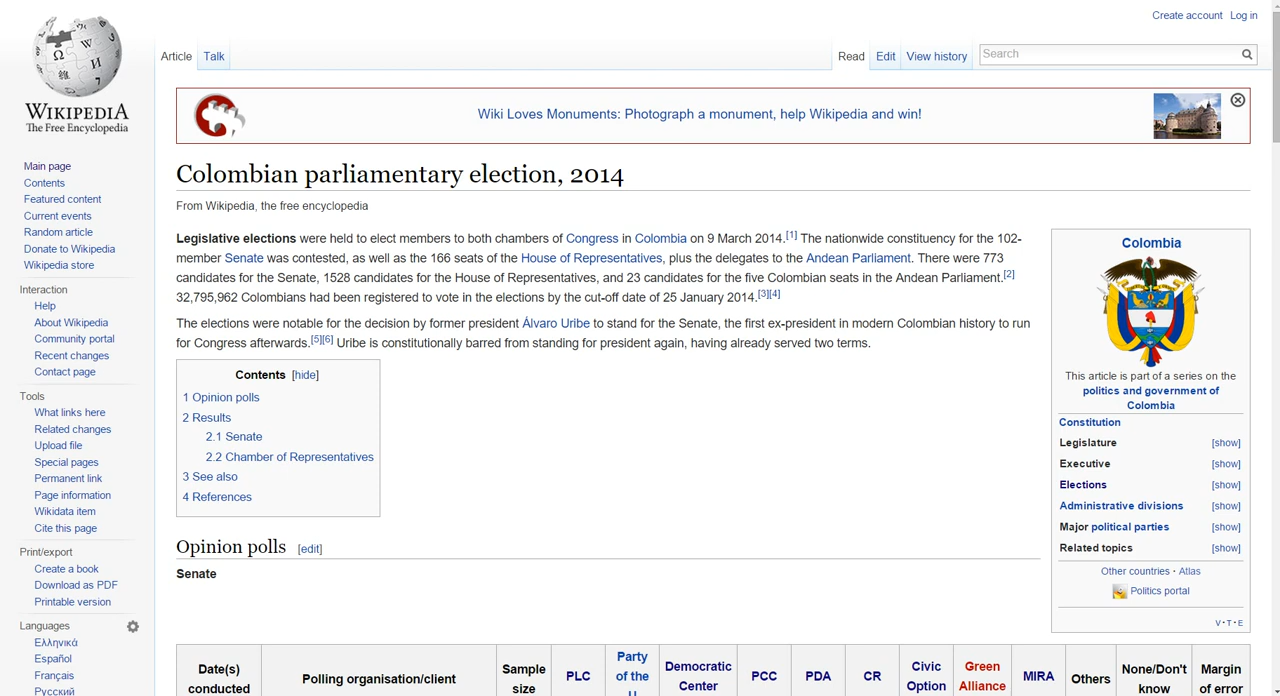 Create account Log in
Article Talk Read Edit View history Search
WIKIPEDIA
The Free Encyclopedia
Main page
Contents
Featured content
Current events
Random article
Donate to Wikipedia
Wikipedia store
Interaction
Help
About Wikipedia
Community portal
Recent changes
Contact page
Tools
What links here
Related changes
Upload file
Special pages
Permanent link
Page information
Wikidata item
Cite this page
Print/export
Create a book
Download as PDF
Printable version
Languages
Ελληνικά
Español
Français
Русский
Wiki Loves Monuments: Photograph a monument, help Wikipedia and win!
Colombian parliamentary election, 2014
From Wikipedia, the free encyclopedia
Legislative elections were held to elect members to both chambers of Congress in Colombia on 9 March 2014.[1] The nationwide constituency for the 102-
member Senate was contested, as well as the 166 seats of the House of Representatives, plus the delegates to the Andean Parliament. There were 773
candidates for the Senate, 1528 candidates for the House of Representatives, and 23 candidates for the five Colombian seats in the Andean Parliament.[2]
32,795,962 Colombians had been registered to vote in the elections by the cut-off date of 25 January 2014.[3][4]
The elections were notable for the decision by former president Álvaro Uribe to stand for the Senate, the first ex-president in modern Colombian history to run
for Congress afterwards.[5][6] Uribe is constitutionally barred from standing for president again, having already served two terms.
Contents [hide]
1 Opinion polls
2 Results
2.1 Senate
2.2 Chamber of Representatives
3 See also
4 References
Opinion polls [edit]
Senate
Colombia
This article is part of a series on the
politics and government of
Colombia
Constitution
Legislature [show]
Executive [show]
Elections [show]
Administrative divisions [show]
Major political parties [show]
Related topics [show]
Other countries · Atlas
Politics portal
V · T · E
Date(s)
conducted
Polling organisation/client
Sample
size
PLC
Party
of the
U
Democratic
Center
PCC
PDA
CR
Civic
Option
Green
Alliance
MIRA
Others
None/Don't
know
Margin
of error